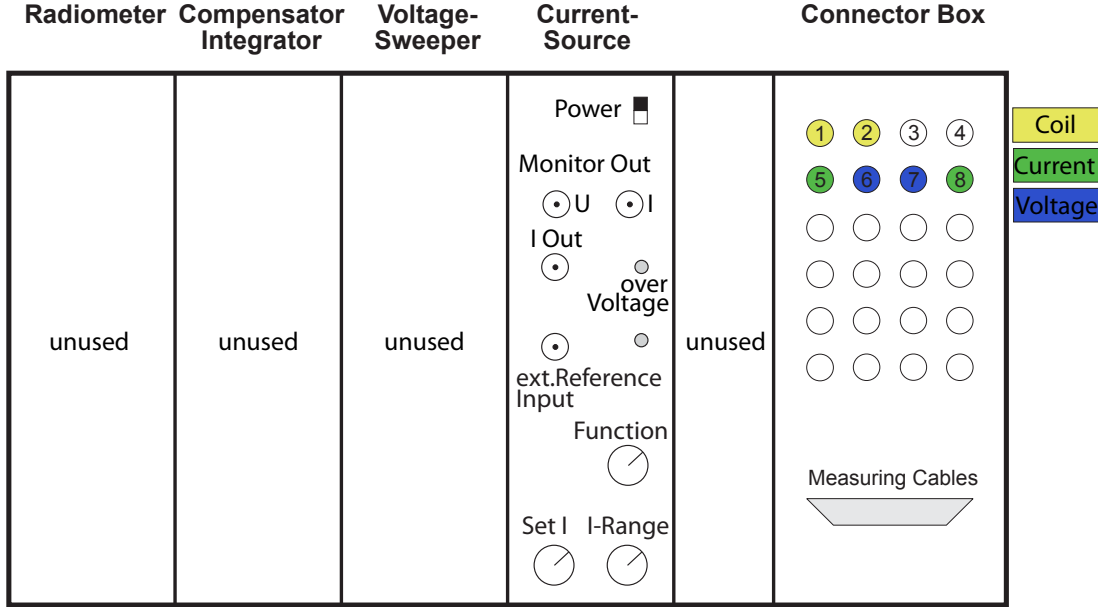 Radiometer
Compensator
Integrator
Voltage-
Sweeper
Current-
Source
Connector Box
unused
unused
unused
Power
Monitor Out
U
I
I Out
over
Voltage
ext.Reference
Input
Function
Set I
I-Range
unused
1 2 3 4
5 6 7 8
Measuring Cables
Coil
Current
Voltage